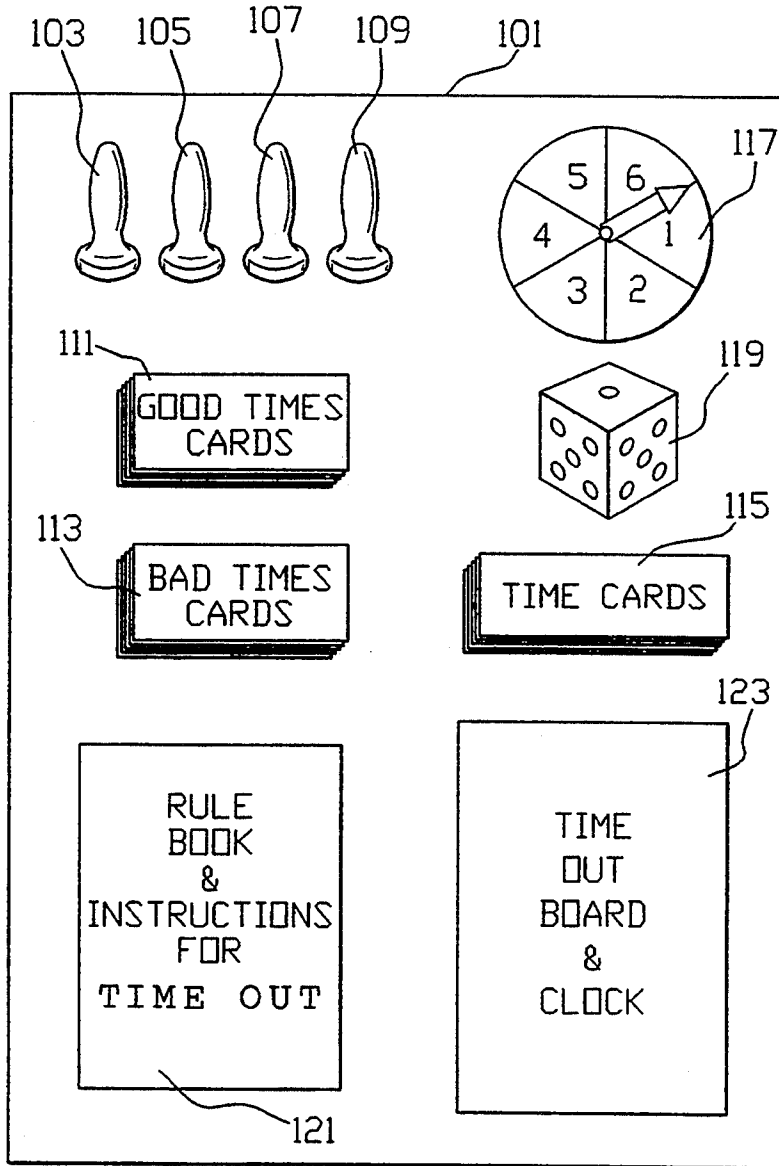 103 105 107 109 101
117
5 6
4 1
3 2
111
119
GOOD TIMES
CARDS
113
115
BAD TIMES
CARDS
TIME CARDS
123
RULE
BOOK
&
INSTRUCTIONS
FOR
TIME OUT
TIME
OUT
BOARD
&
CLOCK
121